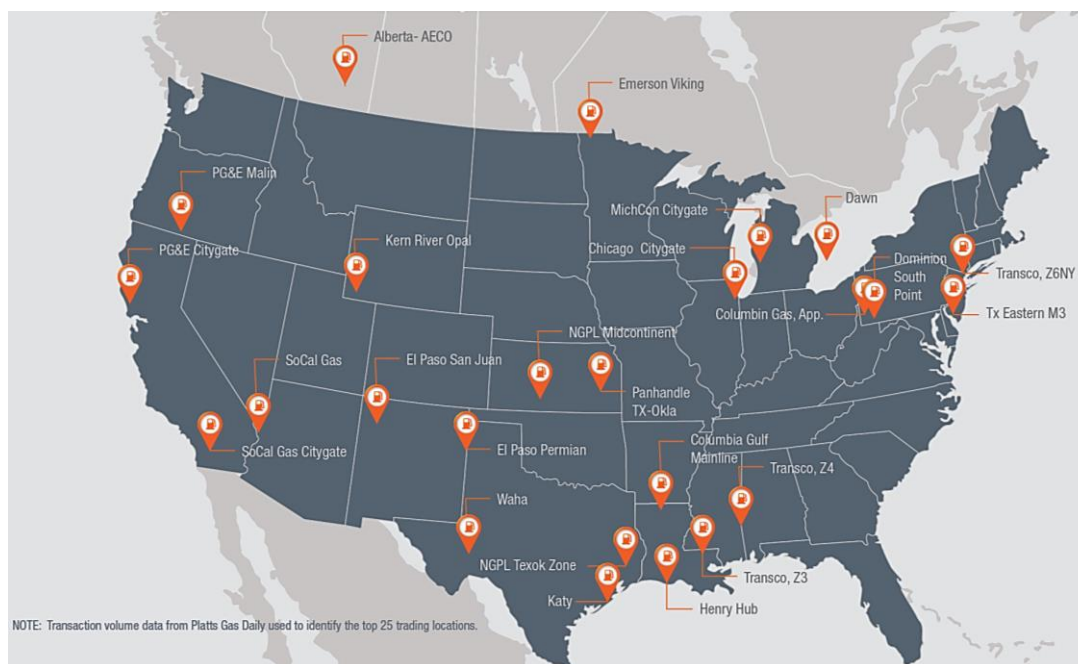 Alberta- AECO
Emerson Viking
PG&E Malin
MichCon Citygate
Dawn
PG&E Citygate
Kern River Opal
Chicago Citygate
Dominion
South
Point
Transco, Z6NY
Columbin Gas, App.
Tx Eastern M3
NGPL Midcontinent
SoCal Gas
El Paso San Juan
Panhandle
TX-Okla
SoCal Gas Citygate
El Paso Permian
Columbia Gulf
Mainline
Transco, Z4
Waha
NGPL Texok Zone
Transco, Z3
Katy
Henry Hub
NOTE: Transaction volume data from Platts Gas Daily used to identify the top 25 trading locations.